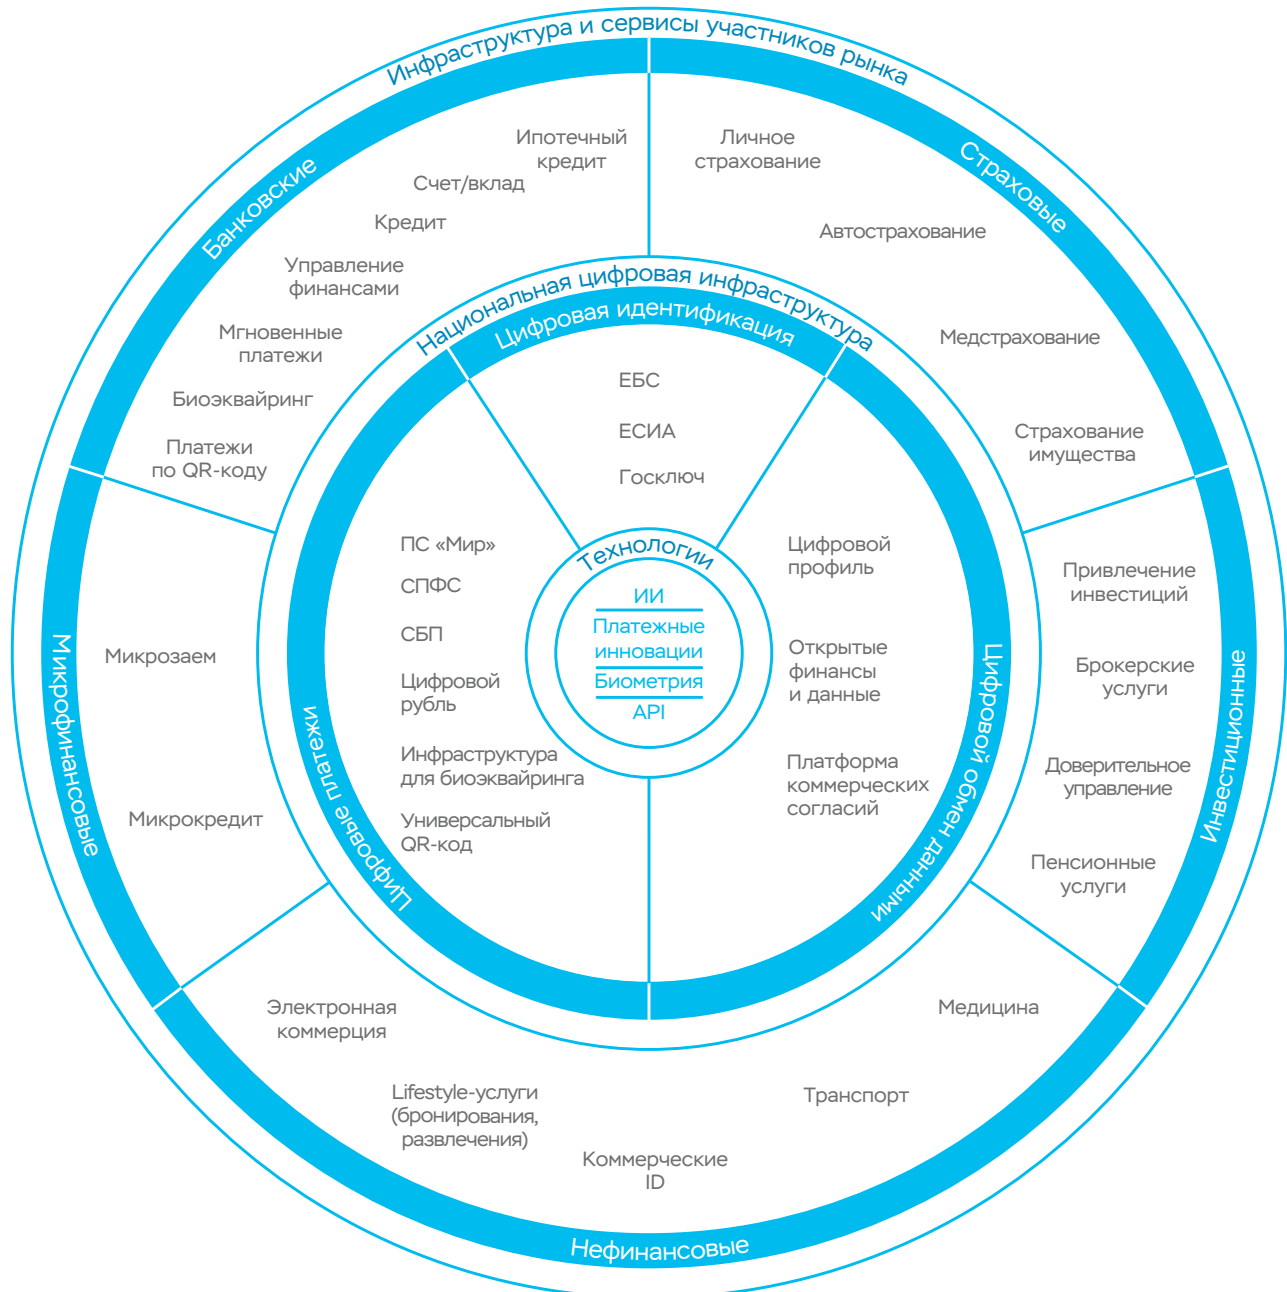 Инфраструктура и сервисы участников рынка
Банковские
Ипотечный
кредит
Счет/вклад
Кредит
Управление
финансами
Мгновенные
платежи
Биоэквайринг
Платежи
по QR-коду
Страховые
Личное
страхование
Автострахование
Медстрахование
Страхование
имущества
Инвестиционные
Привлечение
инвестиций
Брокерские
услуги
Доверительное
управление
Пенсионные
услуги
Нефинансовые
Медицина
Транспорт
Коммерческие
ID
Lifestyle-услуги
(бронирования,
развлечения)
Электронная
коммерция
Микрофинансовые
Микрозаем
Микрокредит
Национальная цифровая инфраструктура
Цифровая идентификация
ЕБС
ЕСИА
Госключ
Цифровой обмен данными
Цифровой
профиль
Открытые
финансы
и данные
Платформа
коммерческих
согласий
Цифровые платежи
ПС «Мир»
СПФС
СБП
Цифровой
рубль
Инфраструктура
для биоэквайринга
Универсальный
QR-код
Технологии
ИИ
Платежные
инновации
Биометрия
API